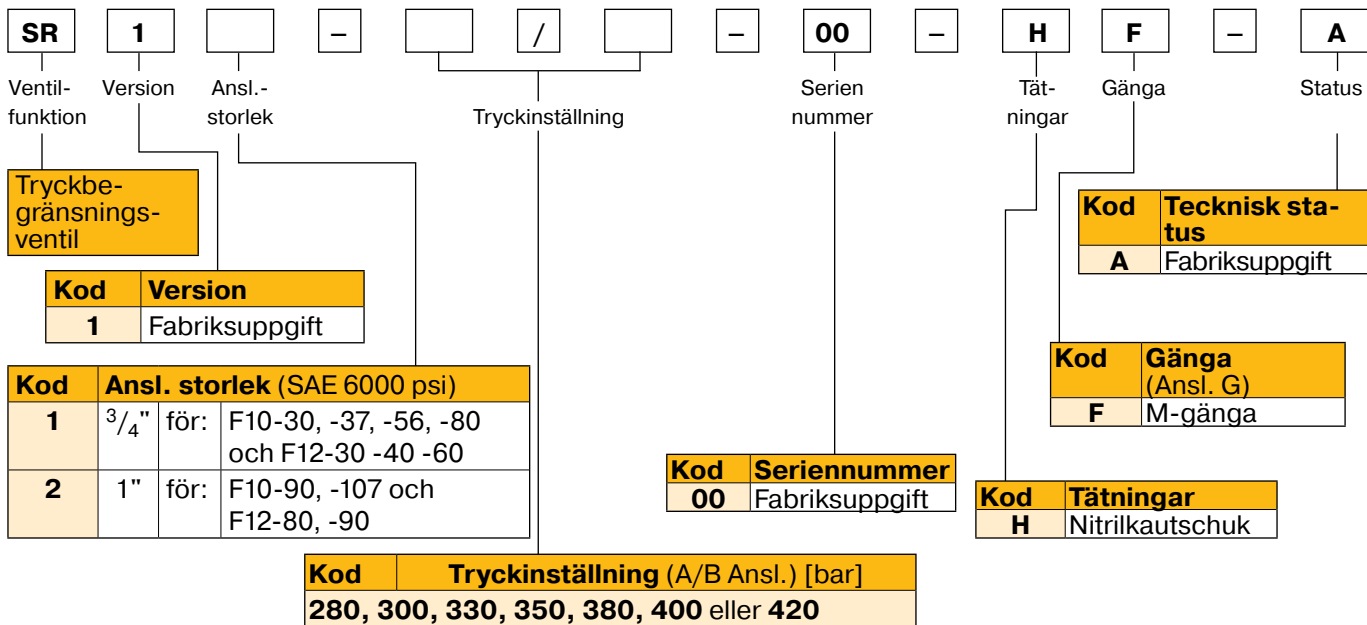 SR 1 – / – 00 – H F – A
Ventil-
funktion
Version
Ansl.-
storlek
Tryckinställning
Serien
nummer
Tät-
ningar
Gänga
Status
Tryckbe-
gränsnings-
ventil
Kod Tecknisk sta-
tus
A Fabriksuppgift
Kod Version
1 Fabriksuppgift
Kod Gänga
(Ansl. G)
F M-gänga
Kod Ansl. storlek (SAE 6000 psi)
1 3/4" för: F10-30, -37, -56, -80
och F12-30 -40 -60
2 1" för: F10-90, -107 och
F12-80, -90
Kod Seriennummer
00 Fabriksuppgift
Kod Tätningar
H Nitrilkautschuk
Kod Tryckinställning (A/B Ansl.) [bar]
280, 300, 330, 350, 380, 400 eller 420